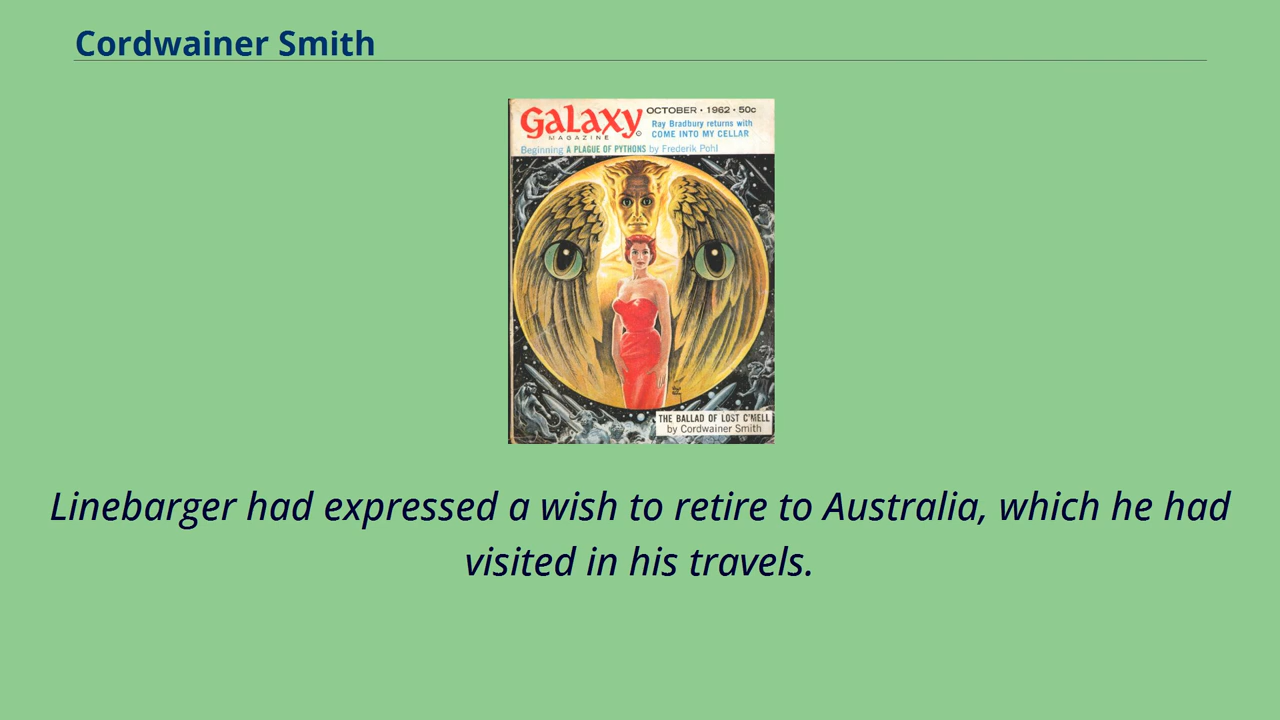 Cordwainer Smith
Galaxy
MAGAZINE
OCTOBER · 1962 · 50c
Ray Bradbury returns with
COME INTO MY CELLAR
Beginning A PLAGUE OF PYTHONS by Frederik Pohl
THE BALLAD OF LOST C'MELL
by Cordwainer Smith
Linebarger had expressed a wish to retire to Australia, which he had
visited in his travels.